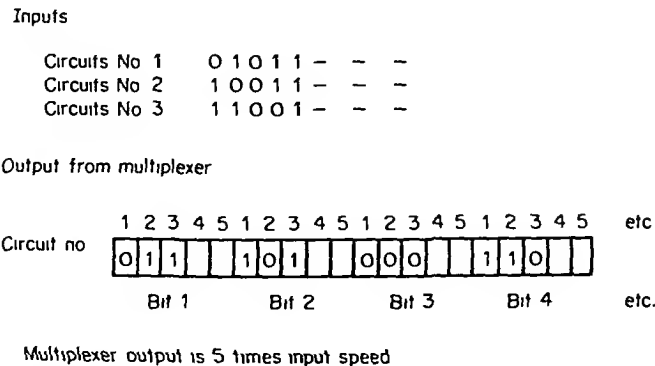 Inputs
Circuits No 1 0 1 0 1 1 – – – –
Circuits No 2 1 0 0 1 1 – – – –
Circuits No 3 1 1 0 0 1 – – – –
Output from multiplexer
1 2 3 4 5 1 2 3 4 5 1 2 3 4 5 1 2 3 4 5 etc
Circuit no 0 1 1 1 0 1 0 0 0 1 1 0
Bit 1 Bit 2 Bit 3 Bit 4 etc.
Multiplexer output is 5 times input speed